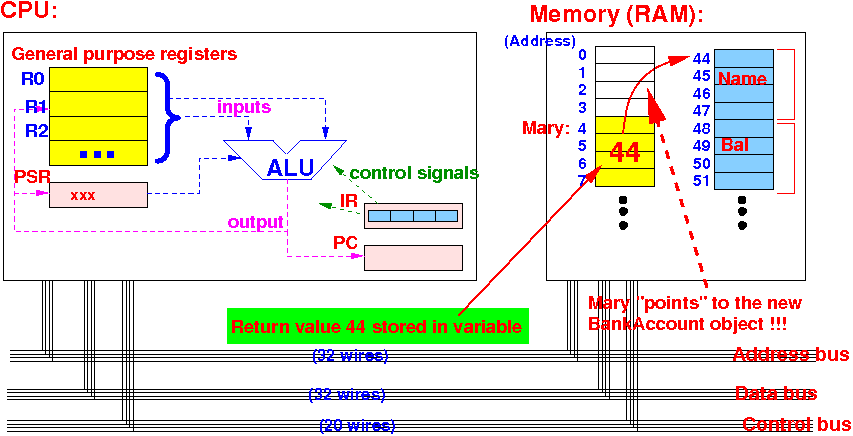 CPU:
Memory (RAM):
General purpose registers
(Address)
R0
R1
R2
...
inputs
ALU
PSR
xxx
control signals
IR
output
PC
0
1
2
3
Mary: 4
5
6
7
44
44
45
46
47
48
49
50
51
Name
Bal
Mary "points" to the new
BankAccount object !!!
Return value 44 stored in variable
(32 wires)
Address bus
(32 wires)
Data bus
(20 wires)
Control bus